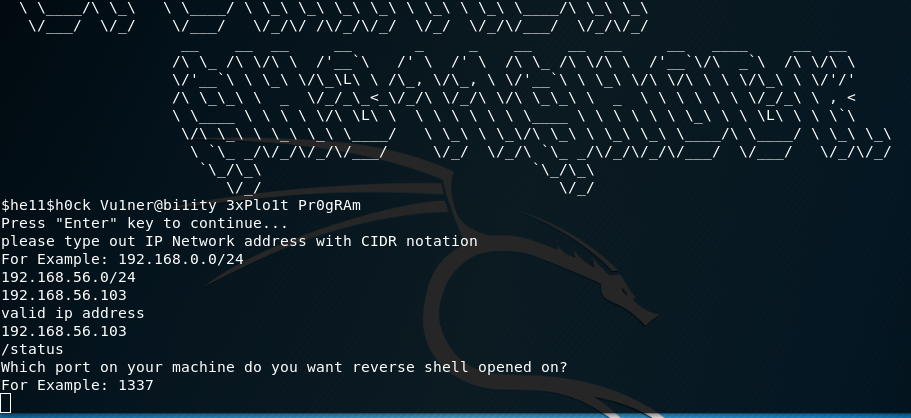 $he11$h0ck Vu1ner@bi1ity 3xPlo1t Pr0gRAm
Press "Enter" key to continue...
please type out IP Network address with CIDR notation
For Example: 192.168.0.0/24
192.168.56.0/24
192.168.56.103
valid ip address
192.168.56.103
/status
Which port on your machine do you want reverse shell opened on?
For Example: 1337